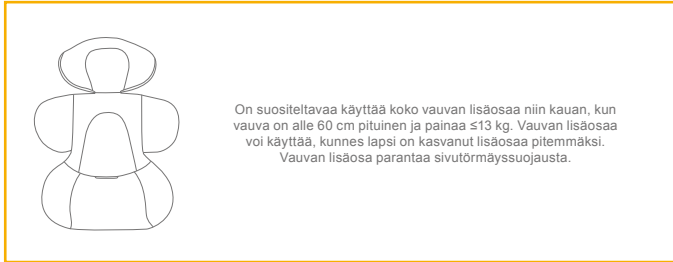 On suositeltavaa käyttää koko vauvan lisäosaa niin kauan, kun
vauva on alle 60 cm pituinen ja painaa ≤13 kg. Vauvan lisäosaa
voi käyttää, kunnes lapsi on kasvanut lisäosaa pitemmäksi.
Vauvan lisäosa parantaa sivutörmäyssuojausta.